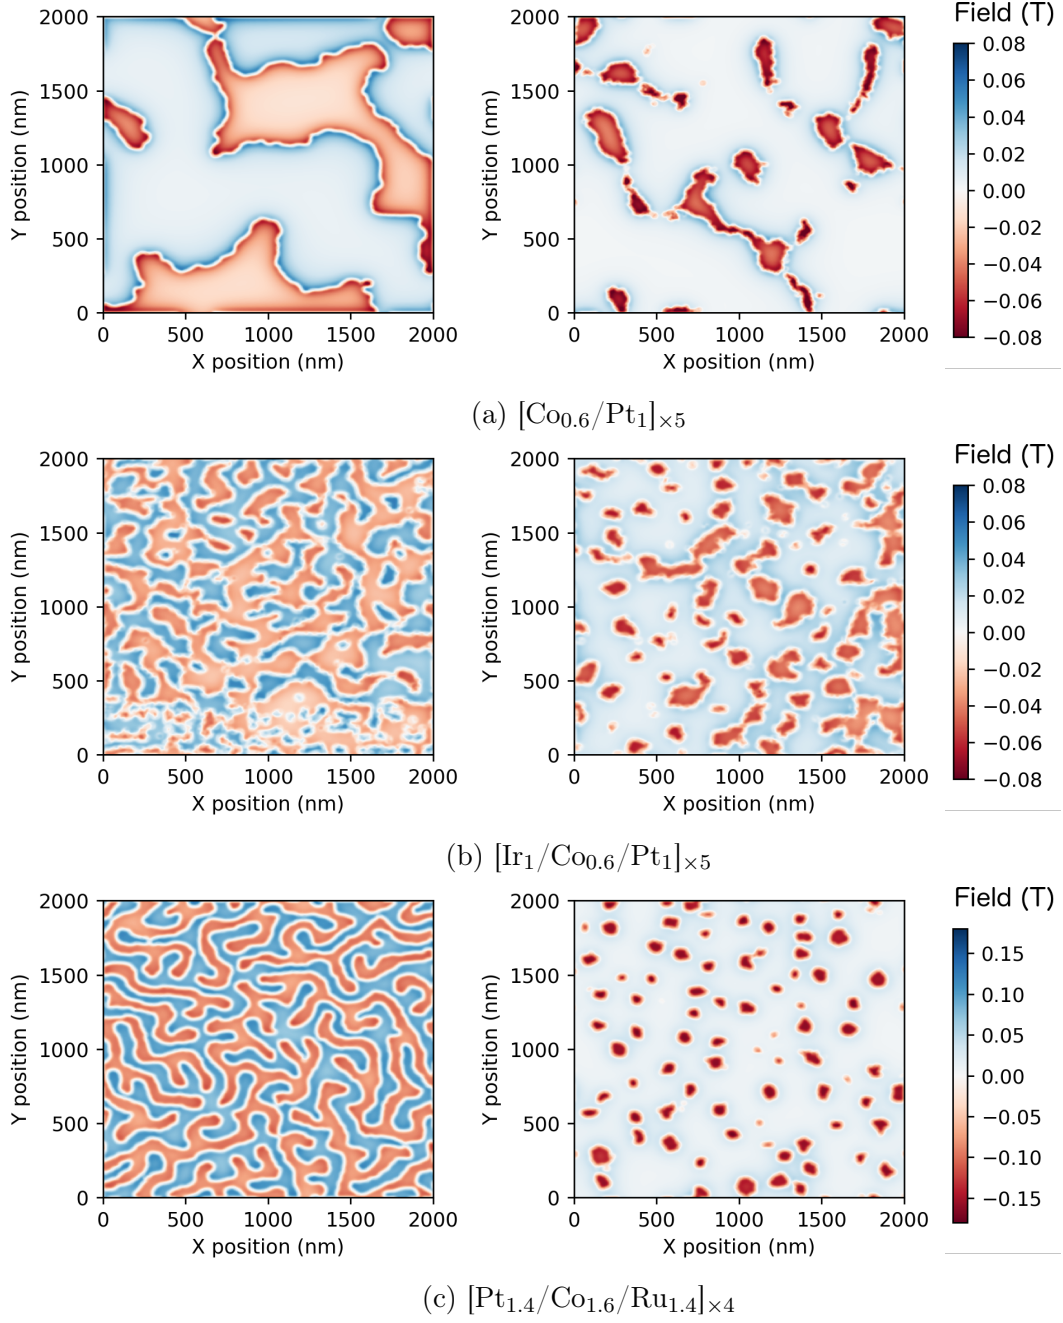 Field (T)
2000
1500
1000
500
0
Y position (nm)
0 500 1000 1500 2000
X position (nm)
2000
1500
1000
500
0
Y position (nm)
0 500 1000 1500 2000
X position (nm)
0.08
0.06
0.04
0.02
0.00
−0.02
−0.04
−0.06
−0.08
(a) [Co0.6/Pt1]×5
Field (T)
2000
1500
1000
500
0
Y position (nm)
0 500 1000 1500 2000
X position (nm)
2000
1500
1000
500
0
Y position (nm)
0 500 1000 1500 2000
X position (nm)
0.08
0.06
0.04
0.02
0.00
−0.02
−0.04
−0.06
−0.08
(b) [Ir1/Co0.6/Pt1]×5
Field (T)
2000
1500
1000
500
0
Y position (nm)
0 500 1000 1500 2000
X position (nm)
2000
1500
1000
500
0
Y position (nm)
0 500 1000 1500 2000
X position (nm)
0.15
0.10
0.05
0.00
−0.05
−0.10
−0.15
(c) [Pt1.4/Co1.6/Ru1.4]×4